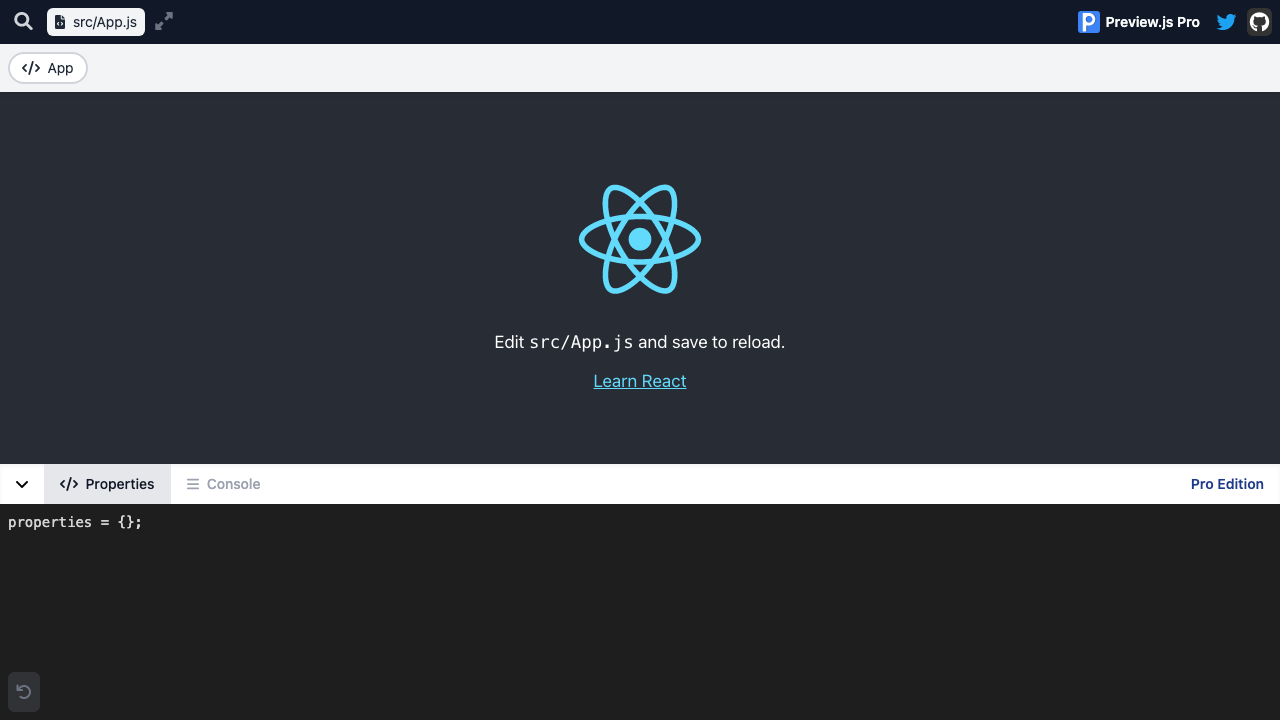 src/App.js
Preview.js Pro
App
Edit src/App.js and save to reload.
Learn React
Properties
Console
Pro Edition
properties = {};